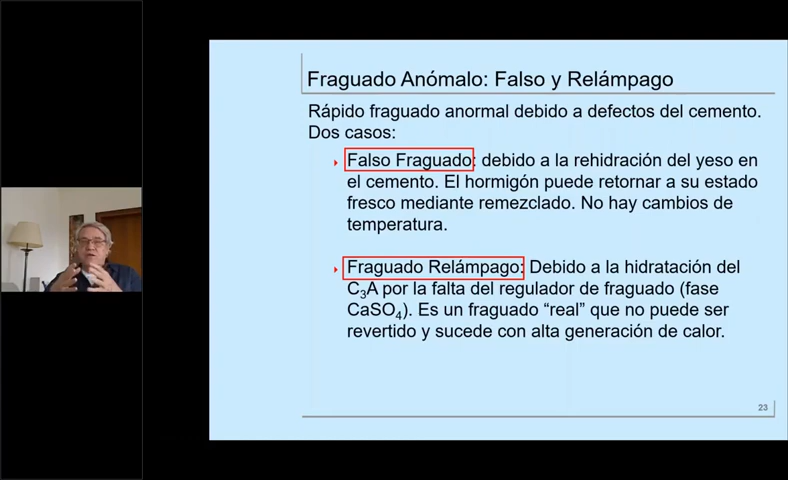 Fraguado Anómalo: Falso y Relámpago
Rápido fraguado anormal debido a defectos del cemento.
Dos casos:
Falso Fraguado: debido a la rehidración del yeso en
el cemento. El hormigón puede retornar a su estado
fresco mediante remezclado. No hay cambios de
temperatura.
Fraguado Relámpago: Debido a la hidratación del
C₃A por la falta del regulador de fraguado (fase
CaSO₄). Es un fraguado “real” que no puede ser
revertido y sucede con alta generación de calor.
23